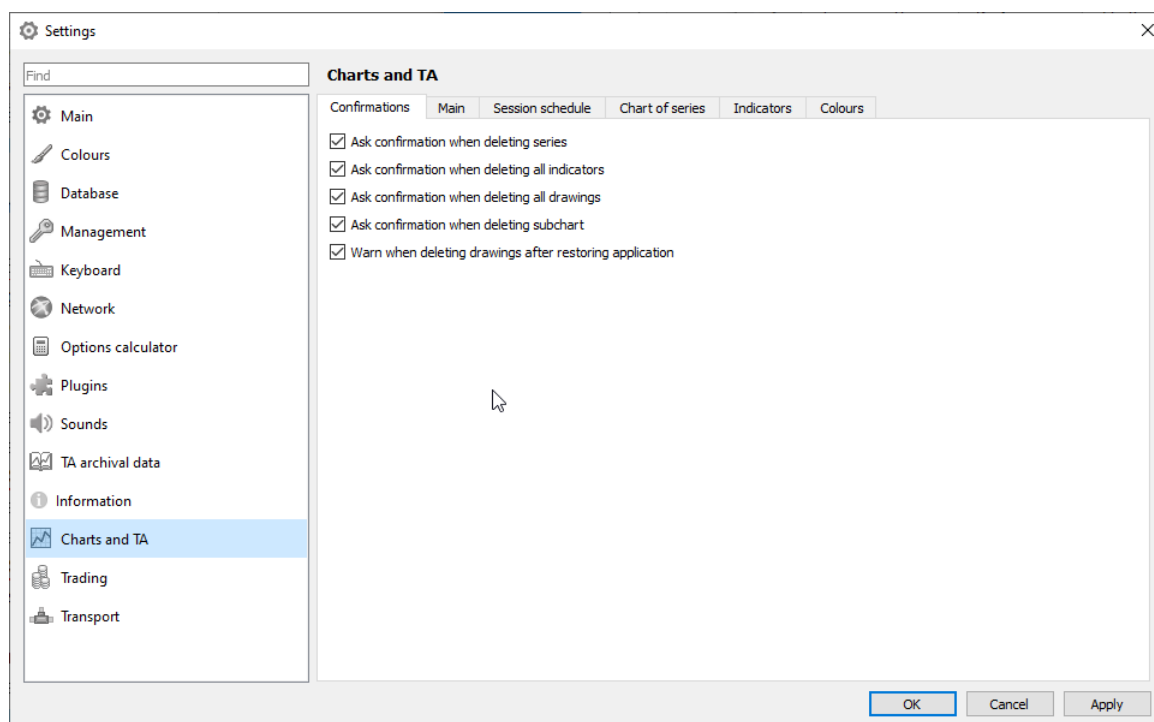 Settings
Find
Main
Colours
Database
Management
Keyboard
Network
Options calculator
Plugins
Sounds
TA archival data
Information
Charts and TA
Trading
Transport
Charts and TA
Confirmations Main Session schedule Chart of series Indicators Colours
Ask confirmation when deleting series
Ask confirmation when deleting all indicators
Ask confirmation when deleting all drawings
Ask confirmation when deleting subchart
Warn when deleting drawings after restoring application
OK Cancel Apply